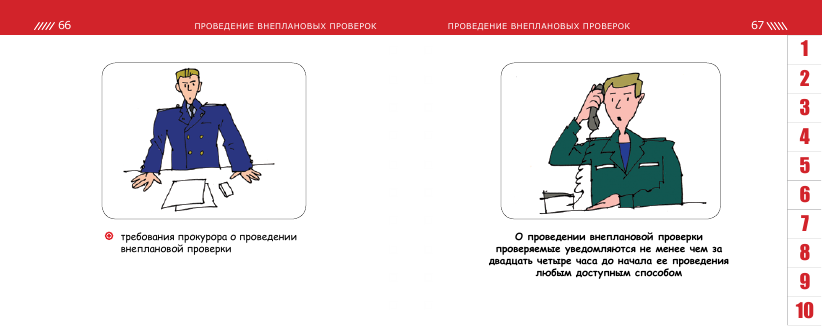 66
ПРОВЕДЕНИЕ ВНЕПЛАНОВЫХ ПРОВЕРОК
требования прокурора о проведении
внеплановой проверки
ПРОВЕДЕНИЕ ВНЕПЛАНОВЫХ ПРОВЕРОК
67
О проведении внеплановой проверки
проверяемые уведомляются не менее чем за
двадцать четыре часа до начала ее проведения
любым доступным способом
1
2
3
4
5
6
7
8
9
10